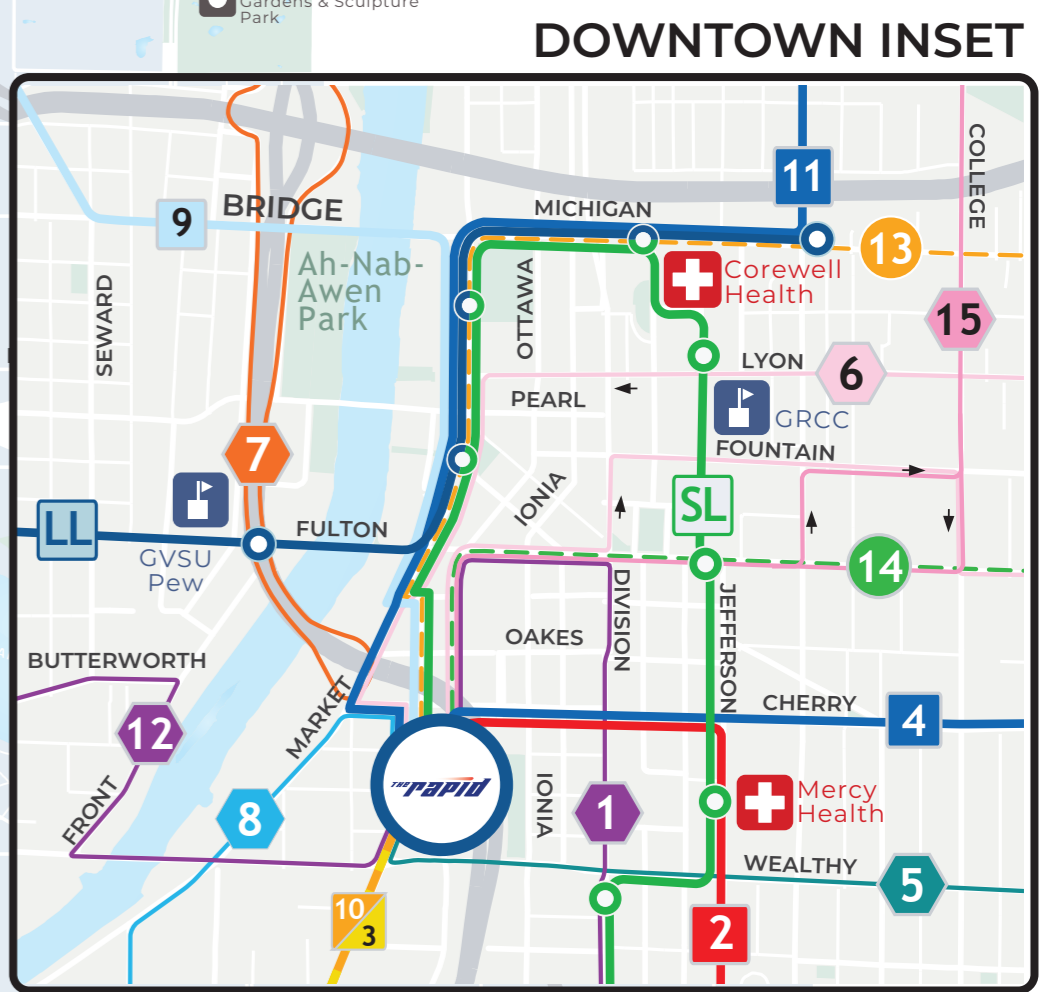 Gardens & Sculpture
Park
DOWNTOWN INSET
COLLEGE
11
MICHIGAN
BRIDGE
9
13
Ah-Nab-
Awen
Park
Corewell
Health
OTTAWA
SEWARD
15
LYON
6
PEARL
GRCC
FOUNTAIN
7
IONIA
SL
LL
FULTON
GVSU
Pew
14
DIVISION
JEFFERSON
OAKES
BUTTERWORTH
CHERRY
MARKET
4
12
THE rapid
IONIA
Mercy
Health
FRONT
8
1
WEALTHY
5
10
3
2